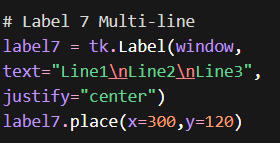 # Label 7 Multi-line
label7 = tk.Label(window,
text="Line1\nLine2\nLine3",
justify="center")
label7.place(x=300,y=120)